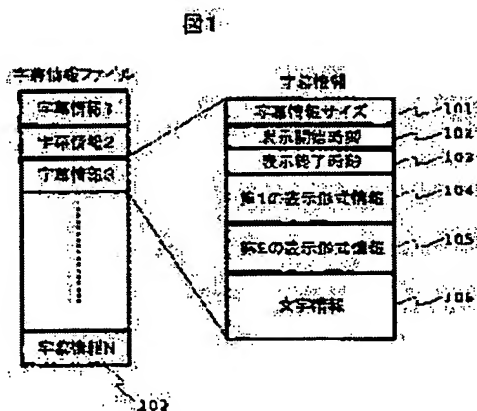 図1
字幕情報ファイル
字幕情報1
字幕情報2
字幕情報3
字幕情報N
字幕情報
字幕情報サイズ
表示開始時刻
表示終了時刻
第1の表示形式情報
表示形式情報
文字情報
101
102
103
104
105
106